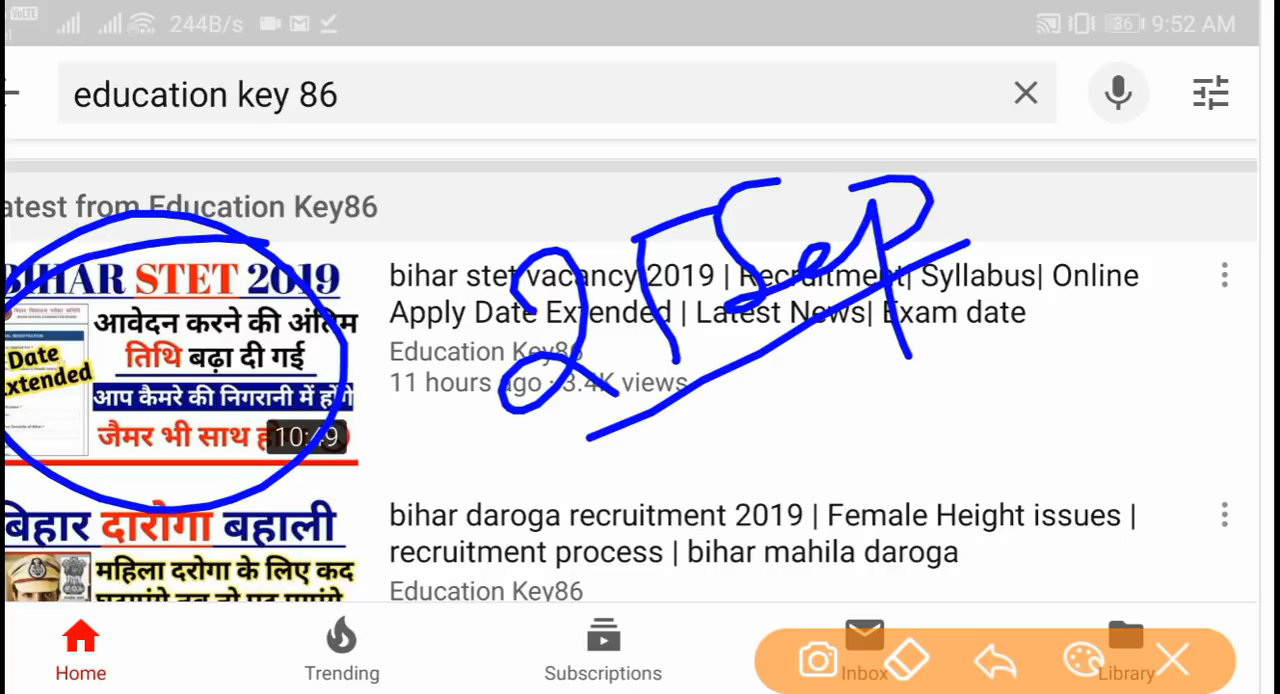 VoLTE 244B/s 36 9:52 AM
education key 86
atest from Education Key86
BIHAR STET 2019
आवेदन करने की अंतिम
तिथि बढ़ा दी गई
Date
Extended
आप कैमरे की निगरानी में होंगे
जैमर भी साथ
10:49
bihar stet vacancy 2019 | Recruitment| Syllabus| Online
Apply Date Extended | Latest News| Exam date
Education Key86
11 hours ago · 3.4K views
Sep
बिहार दारोगा बहाली
महिला दरोगा के लिए कद
bihar daroga recruitment 2019 | Female Height issues |
recruitment process | bihar mahila daroga
Education Key86
Home Trending Subscriptions Inbox Library